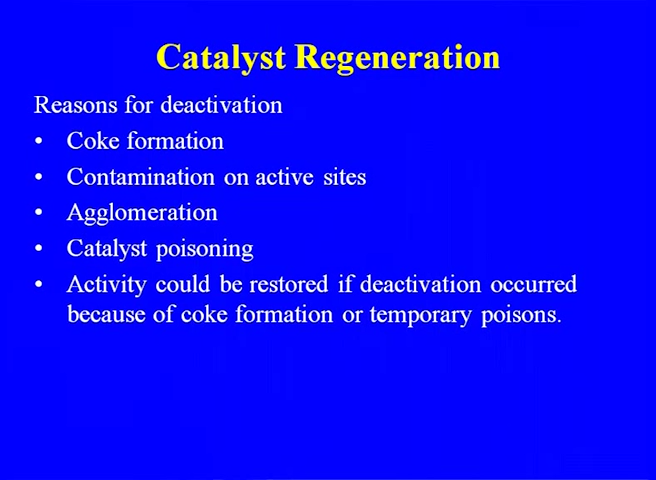 Catalyst Regeneration
Reasons for deactivation
• Coke formation
• Contamination on active sites
• Agglomeration
• Catalyst poisoning
• Activity could be restored if deactivation occurred
because of coke formation or temporary poisons.